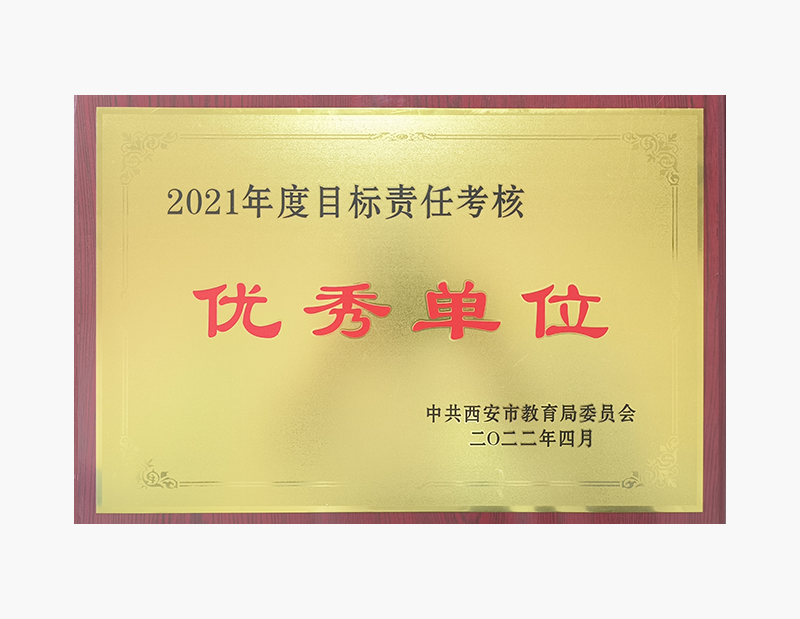 2021年度目标责任考核
优秀单位
中共西安市教育局委员会
二〇二二年四月